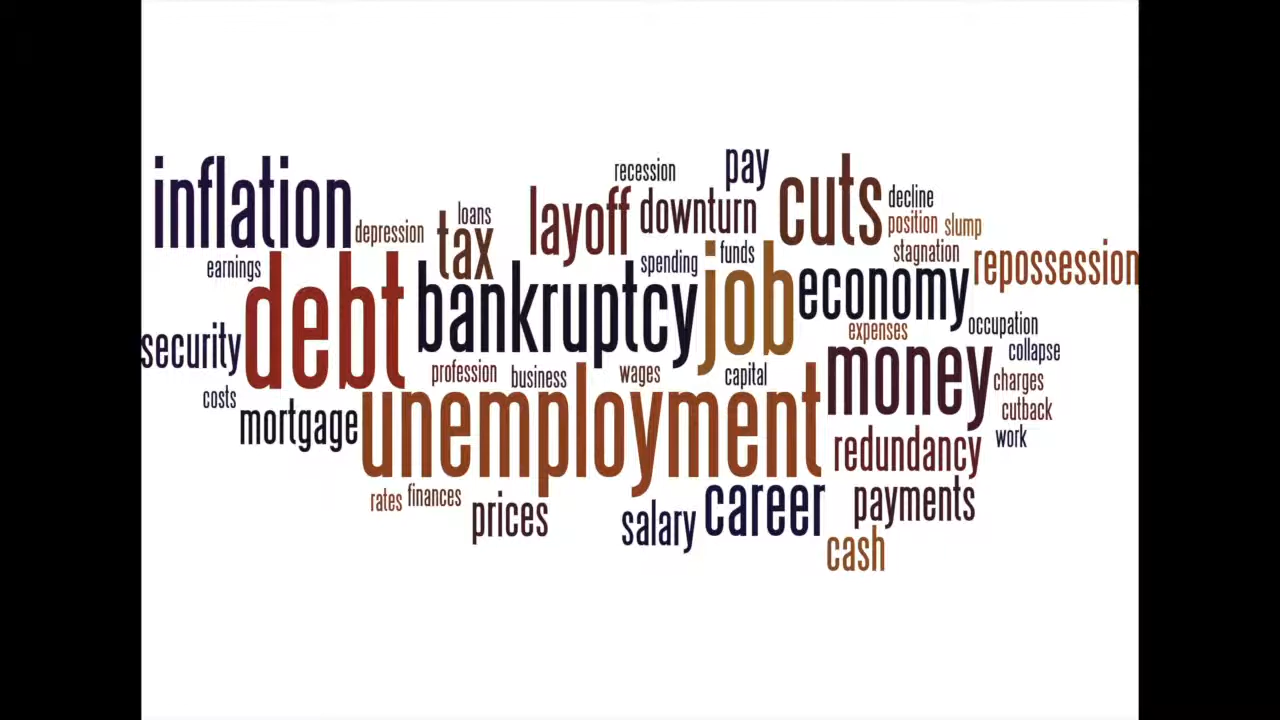 pay
recession
cuts
inflation
decline
layoff
downturn
loans
position
slump
depression
tax
stagnation
funds
spending
repossession
earnings
debt
bankruptcy
job
economy
occupation
expenses
security
collapse
profession
business
wages
capital
money
charges
costs
cutback
mortgage
unemployment
work
redundancy
rates
finances
payments
career
prices
salary
cash